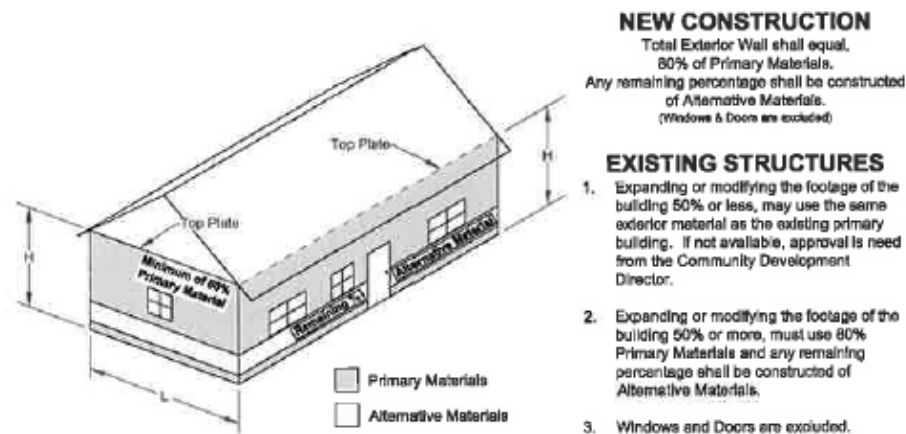 NEW CONSTRUCTION
Total Exterior Wall shall equal,
80% of Primary Materials.
Any remaining percentage shall be constructed
of Alternative Materials.
(Windows & Doors are excluded)
EXISTING STRUCTURES
1. Expanding or modifying the footage of the
building 50% or less, may use the same
exterior material as the existing primary
building. If not available, approval is need
from the Community Development
Director.
2. Expanding or modifying the footage of the
building 50% or more, must use 80%
Primary Materials and any remaining
percentage shall be constructed of
Alternative Materials.
3. Windows and Doors are excluded.
Top Plate
H
Top Plate
H
Minimum of 80%
Primary Material
Alternative Material
Remaining %
L
Primary Materials
Alternative Materials